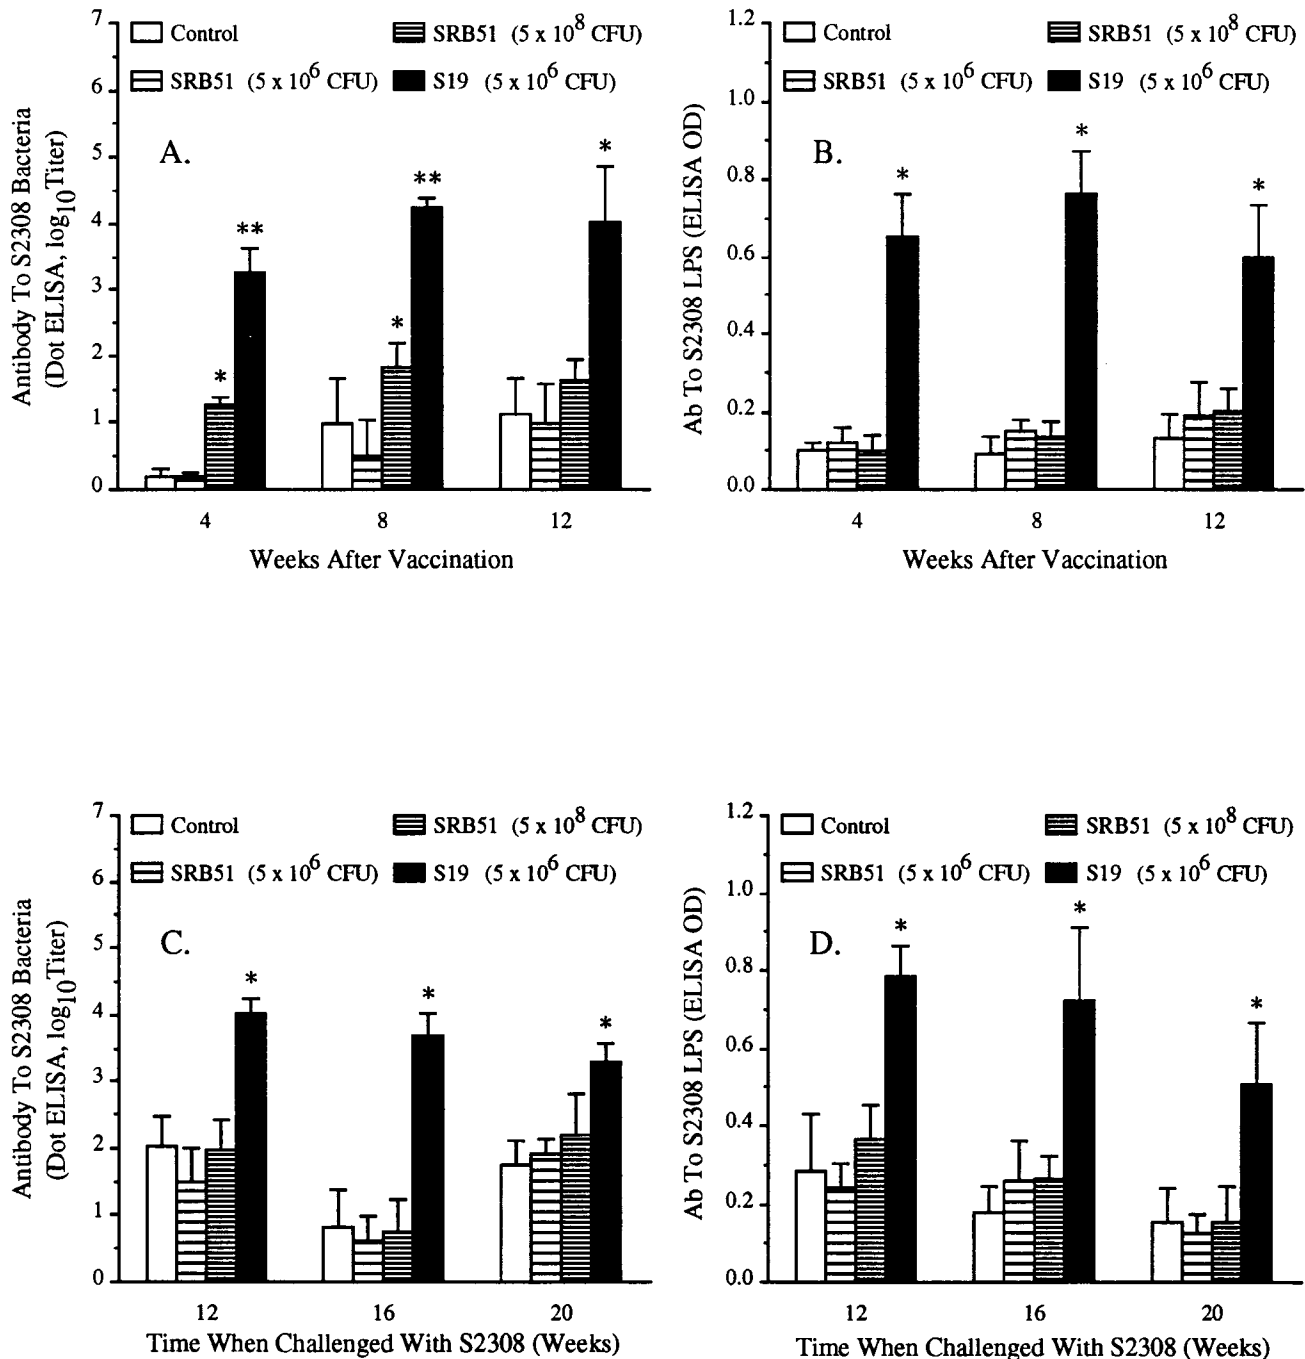 Control
SRB51 (5 x 10^8 CFU)
SRB51 (5 x 10^6 CFU)
S19 (5 x 10^6 CFU)
A.
Antibody To S2308 Bacteria
(Dot ELISA, log10Titer)
7
6
5
4
3
2
1
0
**
*
**
*
*
4 8 12
Weeks After Vaccination
Control
SRB51 (5 x 10^8 CFU)
SRB51 (5 x 10^6 CFU)
S19 (5 x 10^6 CFU)
B.
Ab To S2308 LPS (ELISA OD)
1.2
1.0
0.8
0.6
0.4
0.2
0.0
*
*
*
4 8 12
Weeks After Vaccination
Control
SRB51 (5 x 10^8 CFU)
SRB51 (5 x 10^6 CFU)
S19 (5 x 10^6 CFU)
C.
Antibody To S2308 Bacteria
(Dot ELISA, log10Titer)
7
6
5
4
3
2
1
0
*
*
*
12 16 20
Time When Challenged With S2308 (Weeks)
Control
SRB51 (5 x 10^8 CFU)
SRB51 (5 x 10^6 CFU)
S19 (5 x 10^6 CFU)
D.
Ab To S2308 LPS (ELISA OD)
1.2
1.0
0.8
0.6
0.4
0.2
0.0
*
*
*
12 16 20
Time When Challenged With S2308 (Weeks)